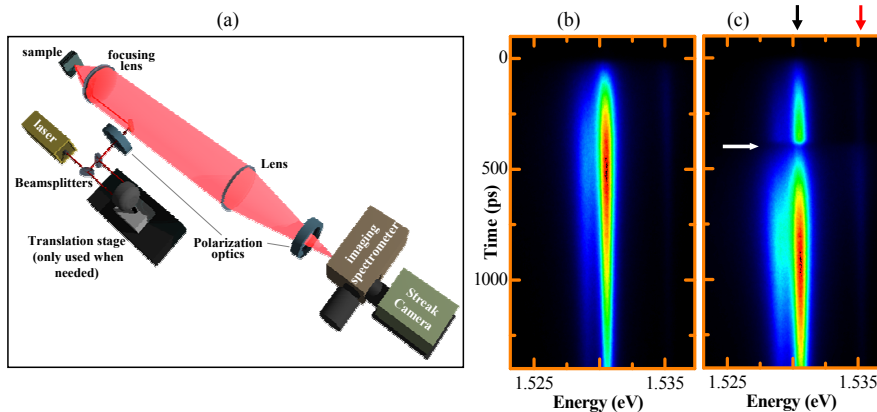 (a)
sample
focusing
lens
laser
Beamsplitters
Lens
Translation stage
(only used when
needed)
Polarization
optics
imaging
spectrometer
Streak
Camera
(b)
(c)
Time (ps)
0
500
1000
1.525
1.535
Energy (eV)
1.525
1.535
Energy (eV)